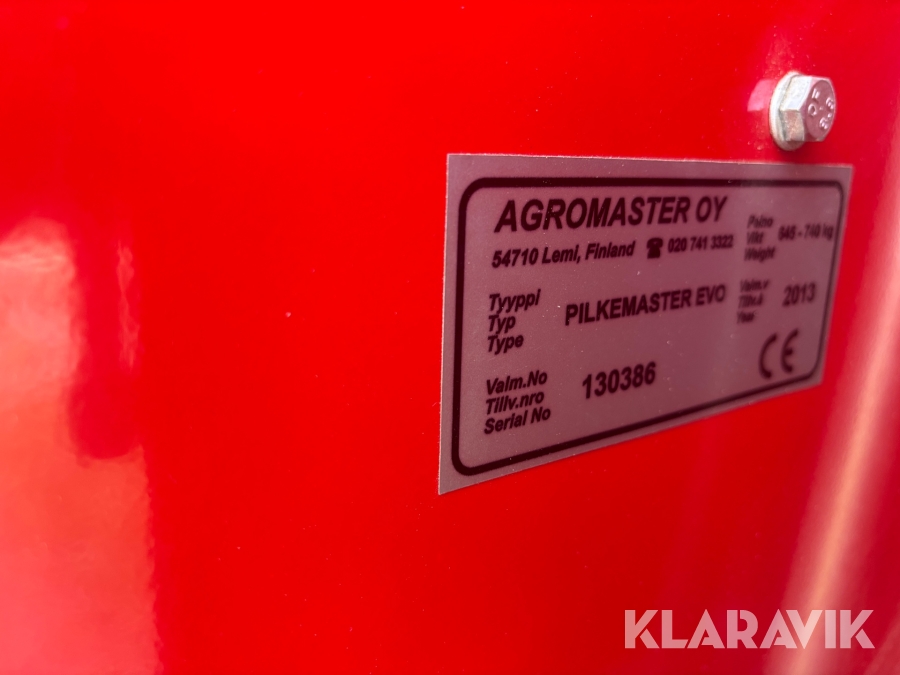 AGROMASTER OY
54710 Lemi, Finland ☎ 020 741 3322
Paino
Vikt
Weight
645 - 740 kg
Tyyppi
Typ
Type
PILKEMASTER EVO
Valm.v
Tillv.å
Year
2013
Valm.No
Tillv.nro
Serial No
130386
CE
KLARAVIK